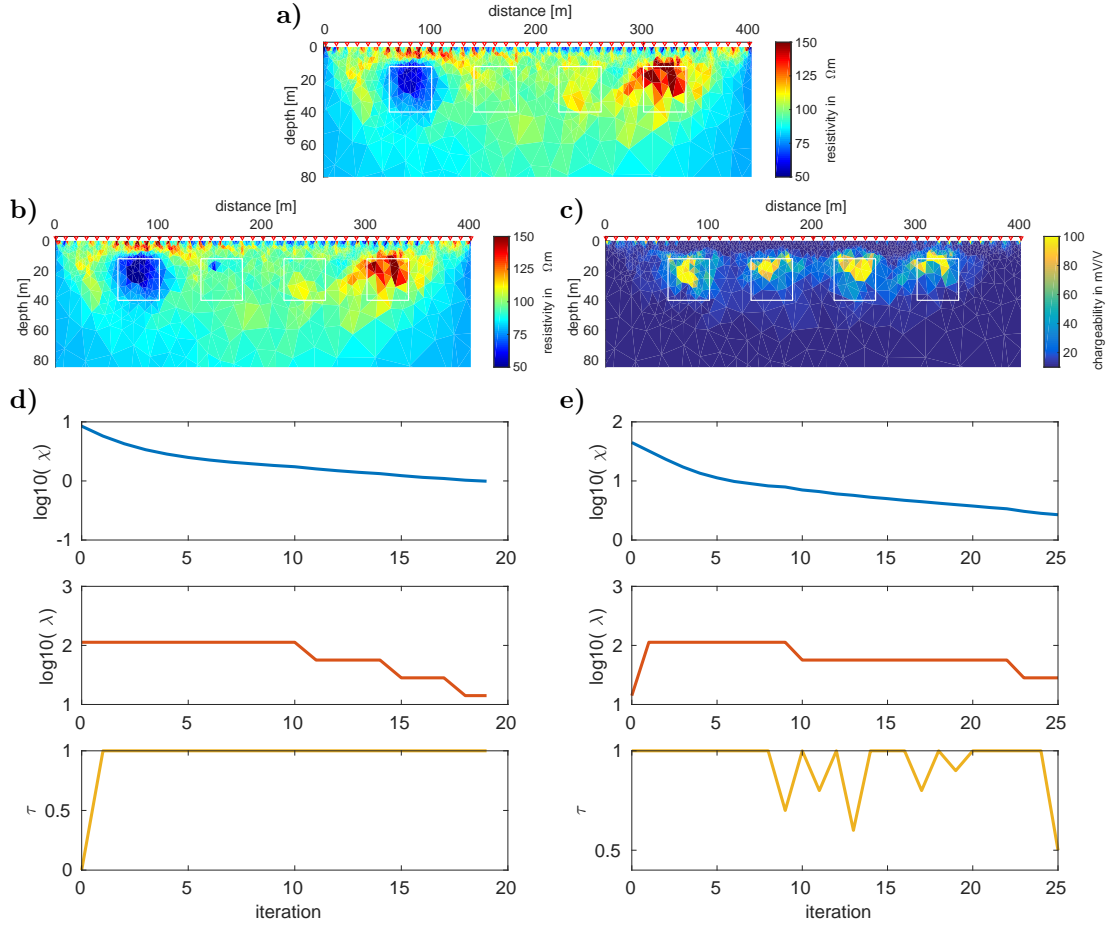 a)
distance [m]
0 100 200 300 400
0
20
40
60
80
depth [m]
150
125
100
75
50
resistivity in Ωm
b)
distance [m]
0 100 200 300 400
0
20
40
60
80
depth [m]
150
125
100
75
50
resistivity in Ωm
c)
distance [m]
0 100 200 300 400
0
20
40
60
80
depth [m]
100
80
60
40
20
chargeability in mV/V
d)
1
0
-1
log10( χ)
0 5 10 15 20
3
2
1
log10( λ)
0 5 10 15 20
1
0.5
0
τ
0 5 10 15 20
iteration
e)
2
1
0
log10( χ)
0 5 10 15 20 25
3
2
1
log10( λ)
0 5 10 15 20 25
1
0.5
τ
0 5 10 15 20 25
iteration